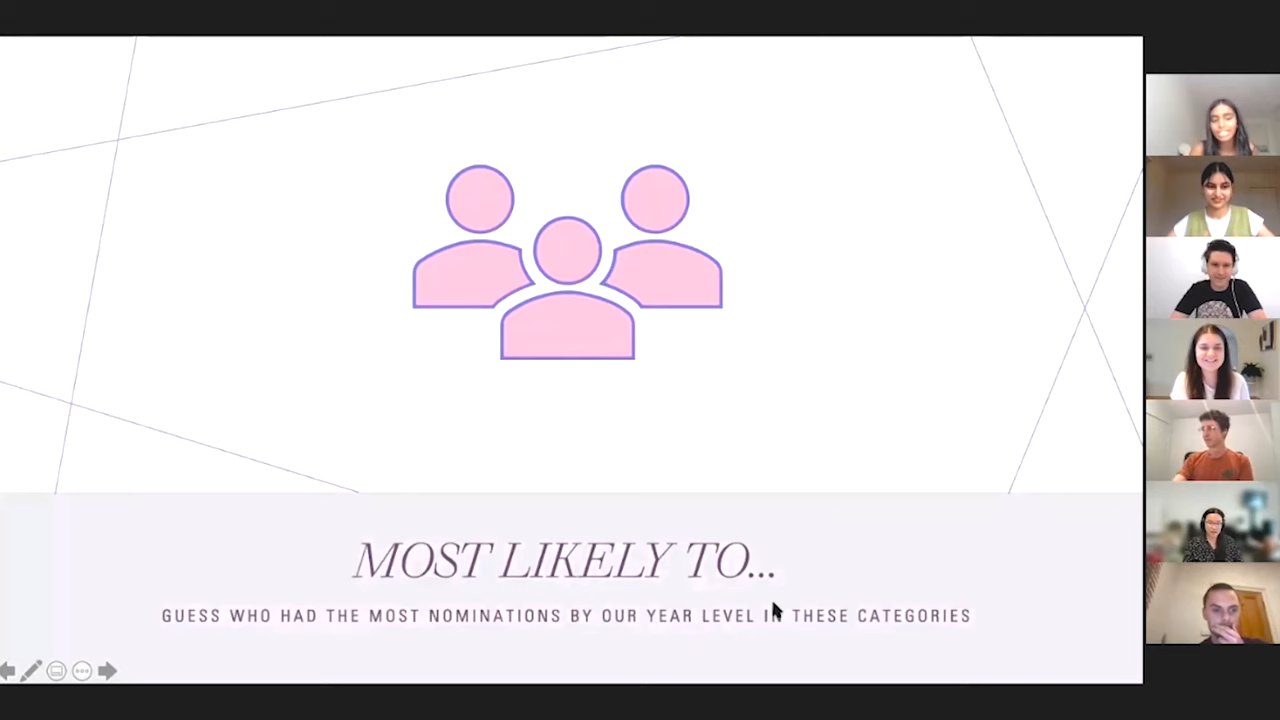 MOST LIKELY TO...
GUESS WHO HAD THE MOST NOMINATIONS BY OUR YEAR LEVEL IN THESE CATEGORIES